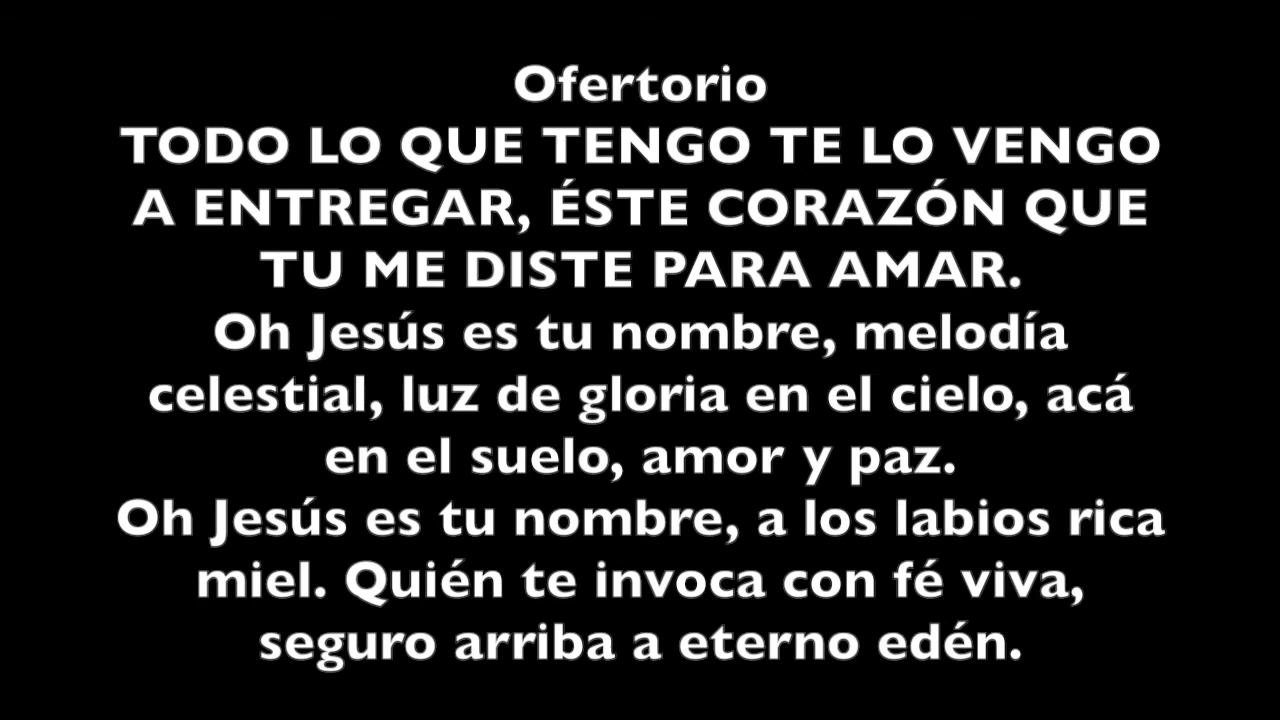 Ofertorio
TODO LO QUE TENGO TE LO VENGO
A ENTREGAR, ÉSTE CORAZÓN QUE
TU ME DISTE PARA AMAR.
Oh Jesús es tu nombre, melodía
celestial, luz de gloria en el cielo, acá
en el suelo, amor y paz.
Oh Jesús es tu nombre, a los labios rica
miel. Quién te invoca con fé viva,
seguro arriba a eterno edén.